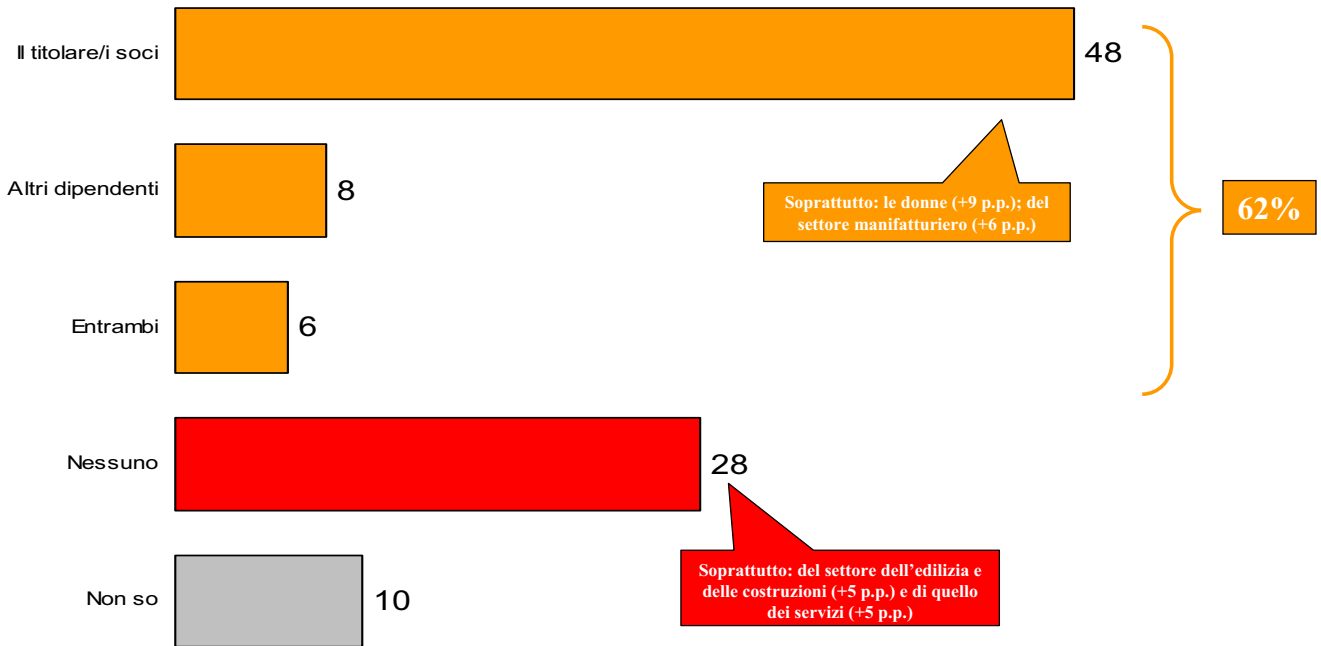 Il titolare/i soci
48
Altri dipendenti
8
Soprattutto: le donne (+9 p.p.); del
settore manifatturiero (+6 p.p.)
62%
Entrambi
6
Nessuno
28
Soprattutto: del settore dell’edilizia e
delle costruzioni (+5 p.p.) e di quello
dei servizi (+5 p.p.)
Non so
10